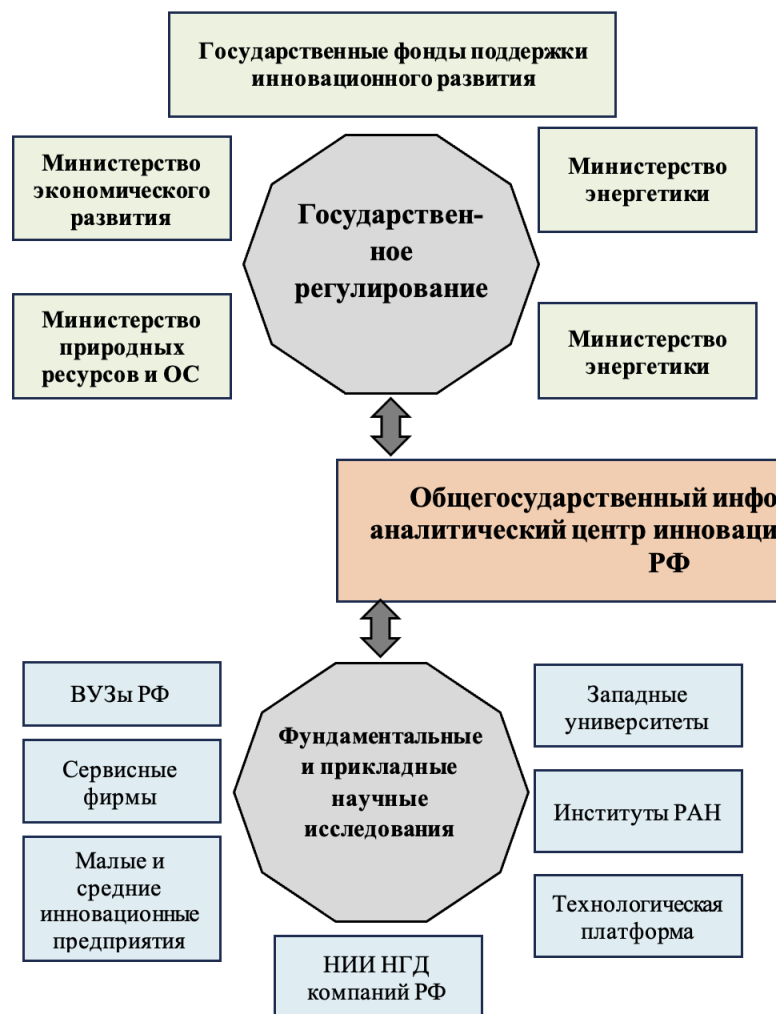 Государственные фонды поддержки
инновационного развития
Министерство
экономического
развития
Министерство
энергетики
Государствен-
ное
регулирование
Министерство
природных
ресурсов и ОС
Министерство
энергетики
Общегосударственный инфо
аналитический центр инноваци
РФ
ВУЗы РФ
Западные
университеты
Фундаментальные
и прикладные
научные
исследования
Сервисные
фирмы
Институты РАН
Малые и
средние
инновационные
предприятия
Технологическая
платформа
НИИ НГД
компаний РФ